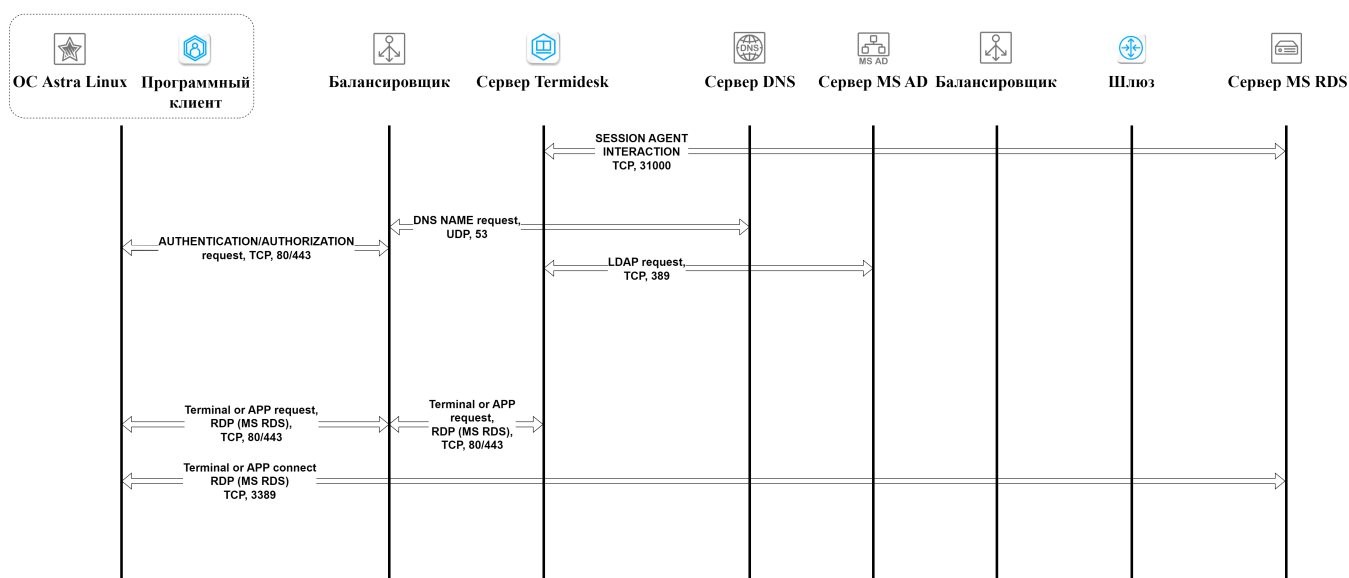 DNS
MS AD
ОС Astra Linux
Программный
клиент
Балансировщик
Сервер Termidesk
Сервер DNS
Сервер MS AD
Балансировщик
Шлюз
Сервер MS RDS
SESSION AGENT
INTERACTION
TCP, 31000
DNS NAME request,
UDP, 53
AUTHENTICATION/AUTHORIZATION
request, TCP, 80/443
LDAP request,
TCP, 389
Terminal or APP request,
RDP (MS RDS),
TCP, 80/443
Terminal or APP
request,
RDP (MS RDS),
TCP, 80/443
Terminal or APP connect
RDP (MS RDS)
TCP, 3389